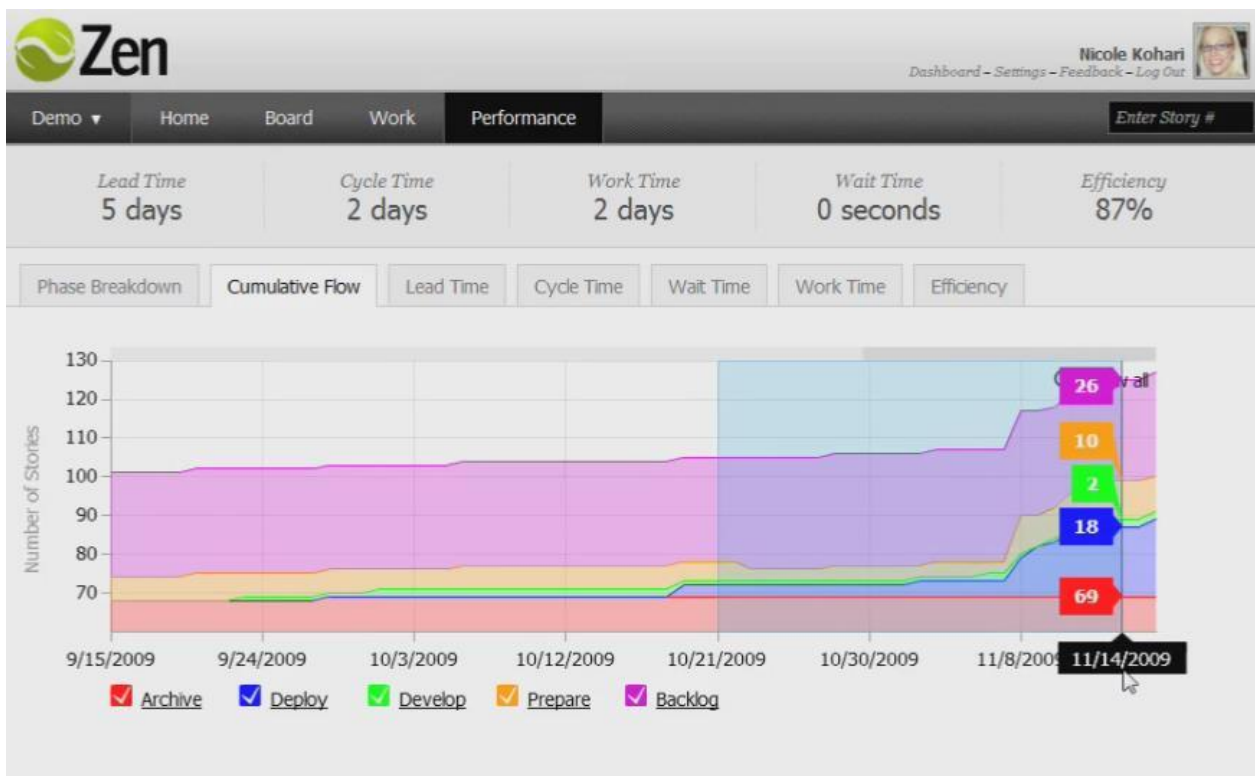 Zen
Nicole Kohari
Dashboard – Settings – Feedback – Log Out
Demo ▼ Home Board Work Performance Enter Story #
Lead Time Cycle Time Work Time Wait Time Efficiency
5 days 2 days 2 days 0 seconds 87%
Phase Breakdown Cumulative Flow Lead Time Cycle Time Wait Time Work Time Efficiency
Number of Stories
130
120
110
100
90
80
70
all
26
10
2
18
69
9/15/2009 9/24/2009 10/3/2009 10/12/2009 10/21/2009 10/30/2009 11/8/200 11/14/2009
Archive Deploy Develop Prepare Backlog